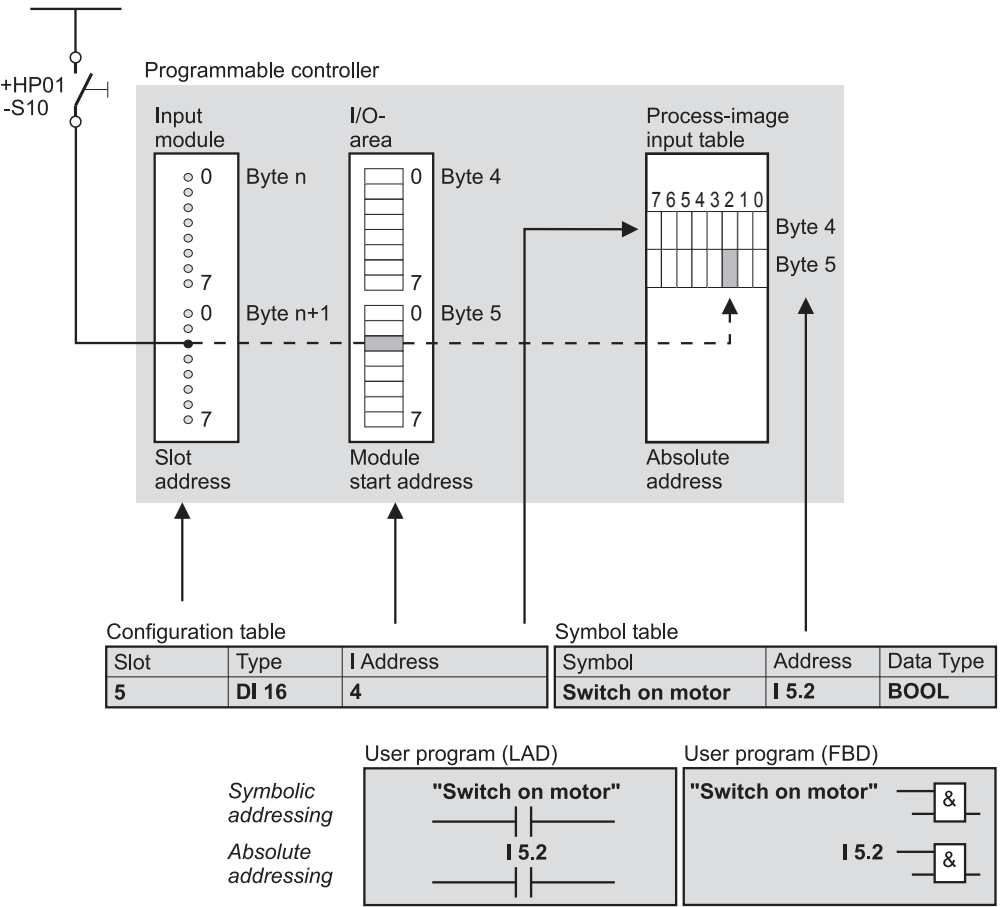 +HP01
-S10
Programmable controller
Input
module
I/O-
area
Process-image
input table
0 Byte n
0 Byte 4
7 6 5 4 3 2 1 0
Byte 4
Byte 5
7
7
0 Byte n+1
0 Byte 5
7
7
Slot
address
Module
start address
Absolute
address
Configuration table
Slot Type I Address
5 DI 16 4
Symbol table
Symbol Address Data Type
Switch on motor I 5.2 BOOL
User program (LAD)
User program (FBD)
Symbolic
addressing
"Switch on motor"
"Switch on motor" &
Absolute
addressing
I 5.2
I 5.2 &